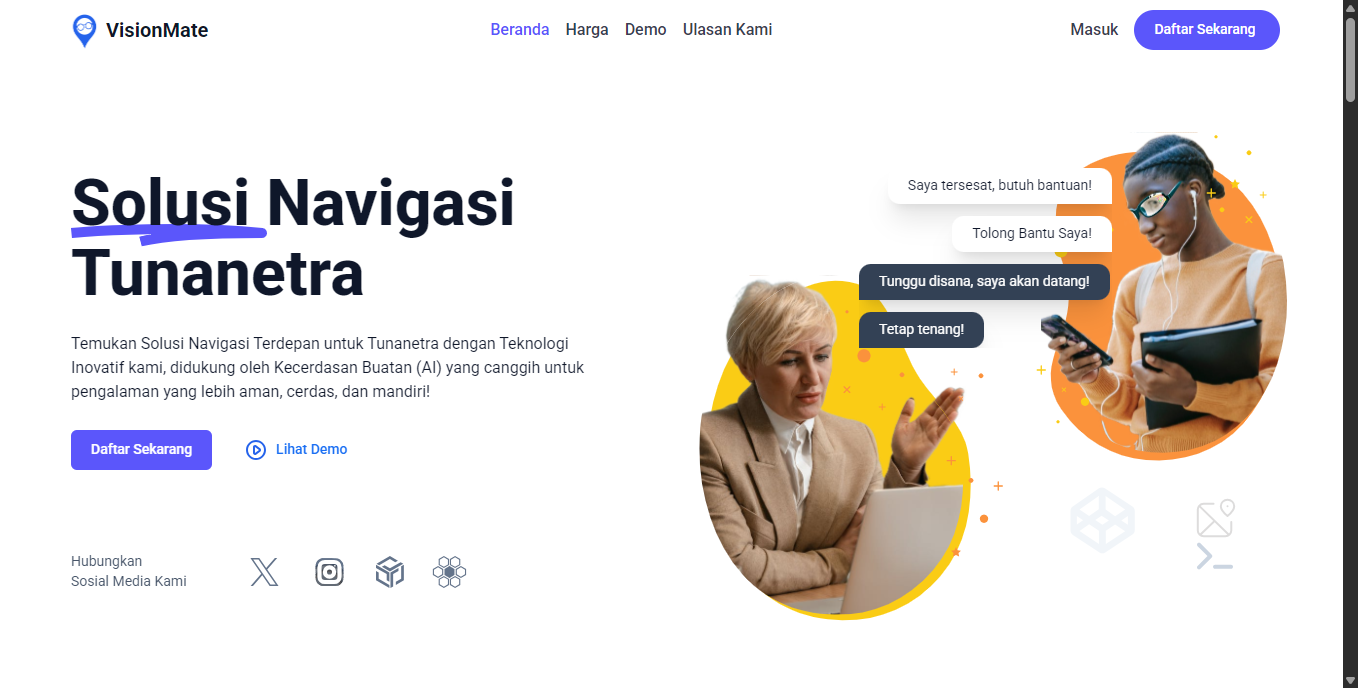 VisionMate
Beranda Harga Demo Ulasan Kami
Masuk Daftar Sekarang
Solusi Navigasi
Tunanetra
Temukan Solusi Navigasi Terdepan untuk Tunanetra dengan Teknologi
Inovatif kami, didukung oleh Kecerdasan Buatan (AI) yang canggih untuk
pengalaman yang lebih aman, cerdas, dan mandiri!
Daftar Sekarang
Lihat Demo
Hubungkan
Sosial Media Kami
Saya tersesat, butuh bantuan!
Tolong Bantu Saya!
Tunggu disana, saya akan datang!
Tetap tenang!